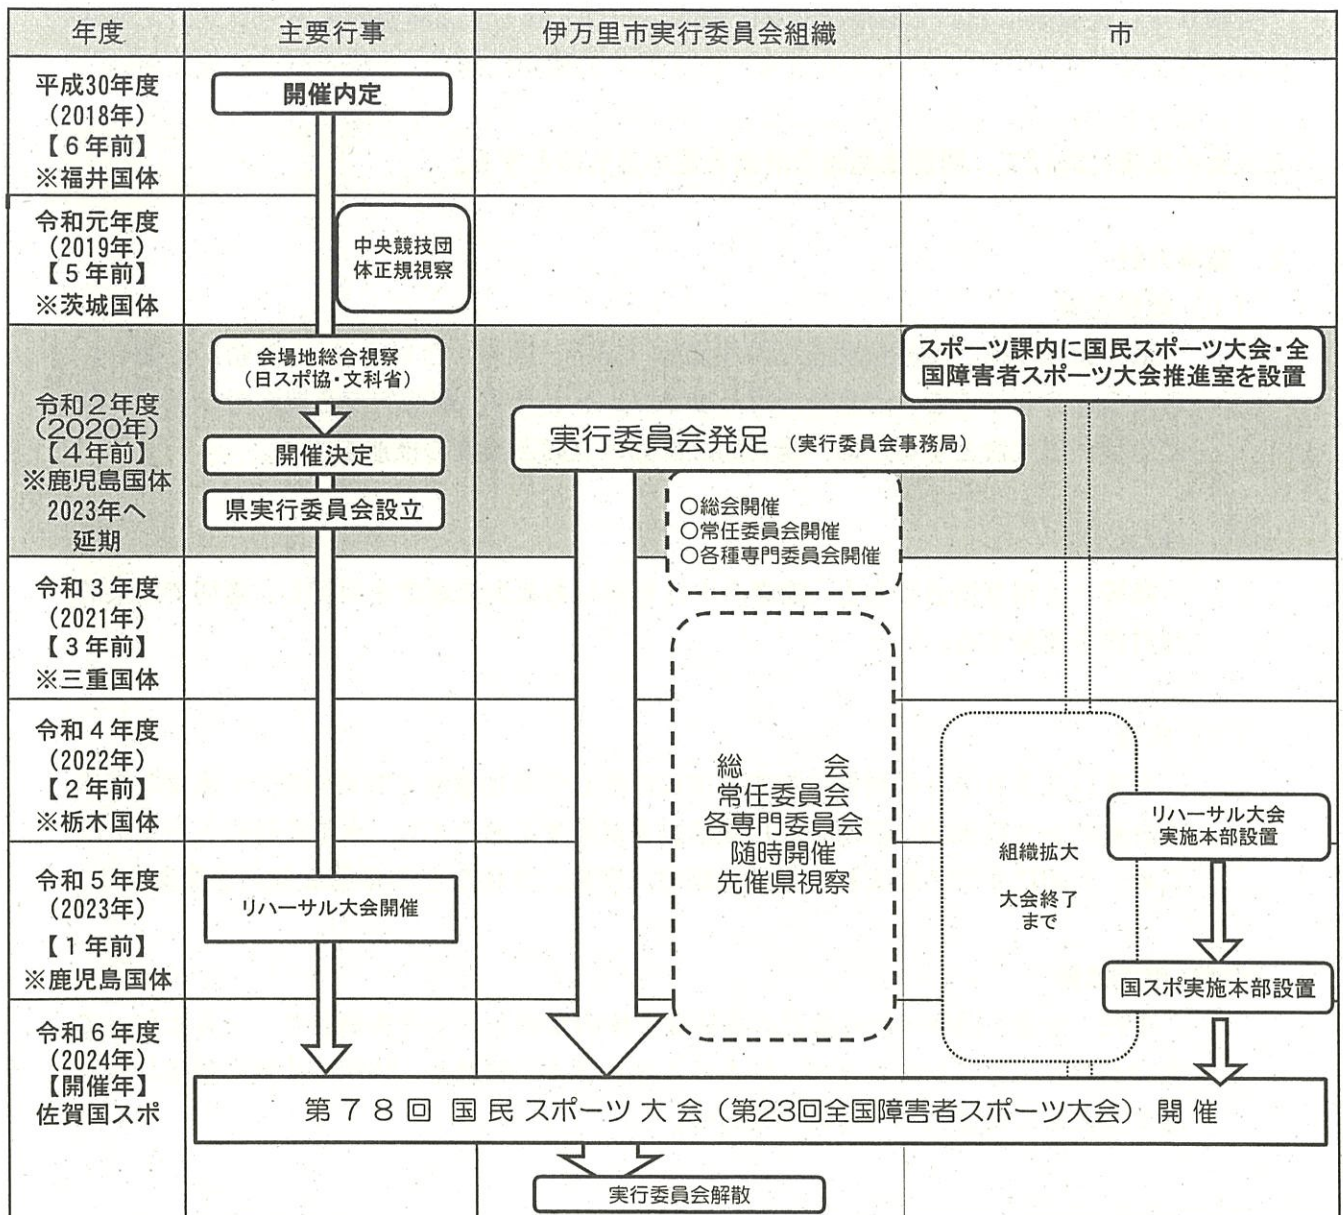 年度 主要行事 伊万里市実行委員会組織 市
平成30年度
(2018年)
【6年前】
※福井国体
開催内定
令和元年度
(2019年)
【5年前】
※茨城国体
中央競技団
体正規視察
令和2年度
(2020年)
【4年前】
※鹿児島国体
2023年へ
延期
会場地総合視察
(日スポ協・文科省)
開催決定
県実行委員会設立
実行委員会発足 (実行委員会事務局)
○総会開催
○常任委員会開催
○各種専門委員会開催
スポーツ課内に国民スポーツ大会・全
国障害者スポーツ大会推進室を設置
令和3年度
(2021年)
【3年前】
※三重国体
令和4年度
(2022年)
【2年前】
※栃木国体
総 会
常任委員会
各専門委員会
随時開催
先催県視察
組織拡大
大会終了
まで
リハーサル大会
実施本部設置
令和5年度
(2023年)
【1年前】
※鹿児島国体
リハーサル大会開催
国スポ実施本部設置
令和6年度
(2024年)
【開催年】
佐賀国スポ
第78回 国民スポーツ大会(第23回全国障害者スポーツ大会) 開催
実行委員会解散